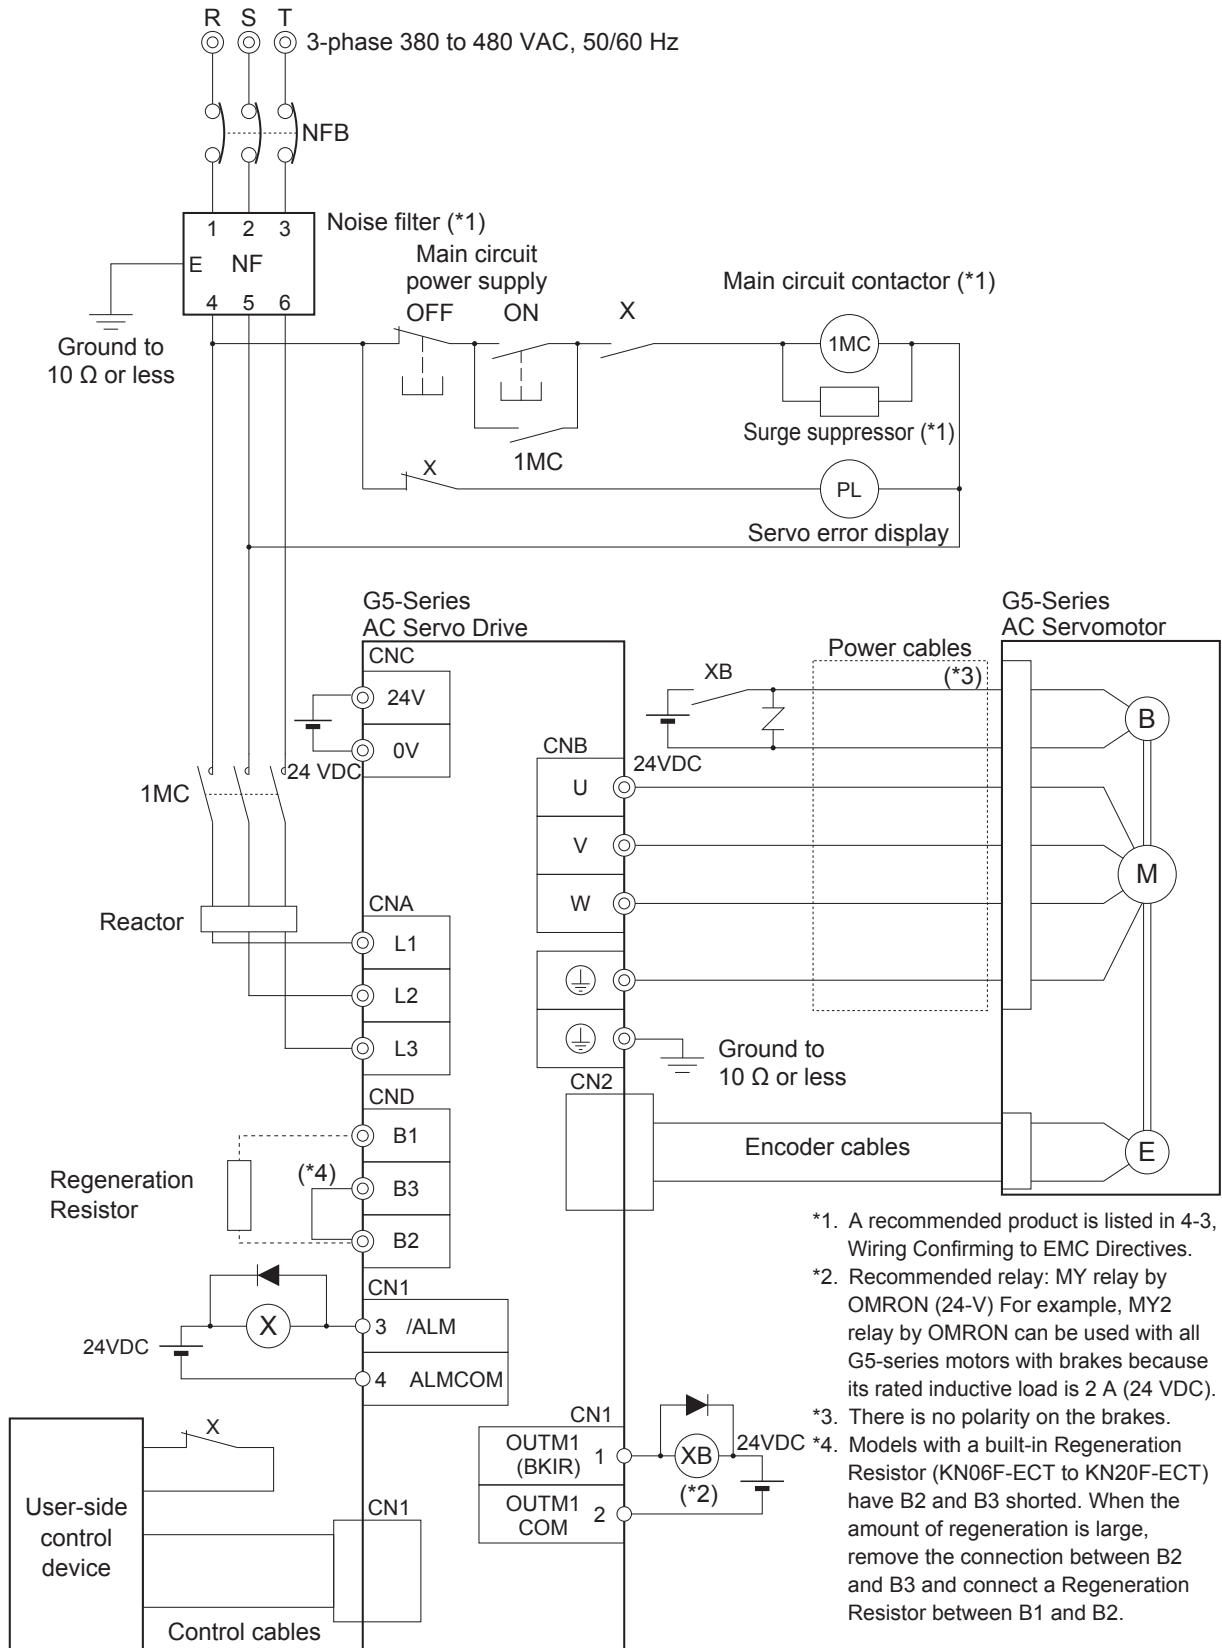 R S T
3-phase 380 to 480 VAC, 50/60 Hz
NFB
1 2 3
Noise filter (*1)
E NF
4 5 6
Ground to
10 Ω or less
Main circuit
power supply
OFF ON X
Main circuit contactor (*1)
1MC
Surge suppressor (*1)
1MC
X
PL
Servo error display
G5-Series
AC Servo Drive
CNC
24V
0V
24 VDC
1MC
Reactor
CNA
L1
L2
L3
CND
B1
B3
B2
(*4)
Regeneration
Resistor
CN1
3 /ALM
4 ALMCOM
X
24VDC
X
User-side
control
device
CN1
Control cables
G5-Series
AC Servomotor
Power cables
(*3)
XB
24VDC
B
CNB
U
V
W
M
Ground to
10 Ω or less
CN2
Encoder cables
E
CN1
OUTM1
(BKIR) 1
OUTM1
COM 2
XB
(*2)
24VDC
*1. A recommended product is listed in 4-3,
Wiring Confirming to EMC Directives.
*2. Recommended relay: MY relay by
OMRON (24-V) For example, MY2
relay by OMRON can be used with all
G5-series motors with brakes because
its rated inductive load is 2 A (24 VDC).
*3. There is no polarity on the brakes.
*4. Models with a built-in Regeneration
Resistor (KN06F-ECT to KN20F-ECT)
have B2 and B3 shorted. When the
amount of regeneration is large,
remove the connection between B2
and B3 and connect a Regeneration
Resistor between B1 and B2.